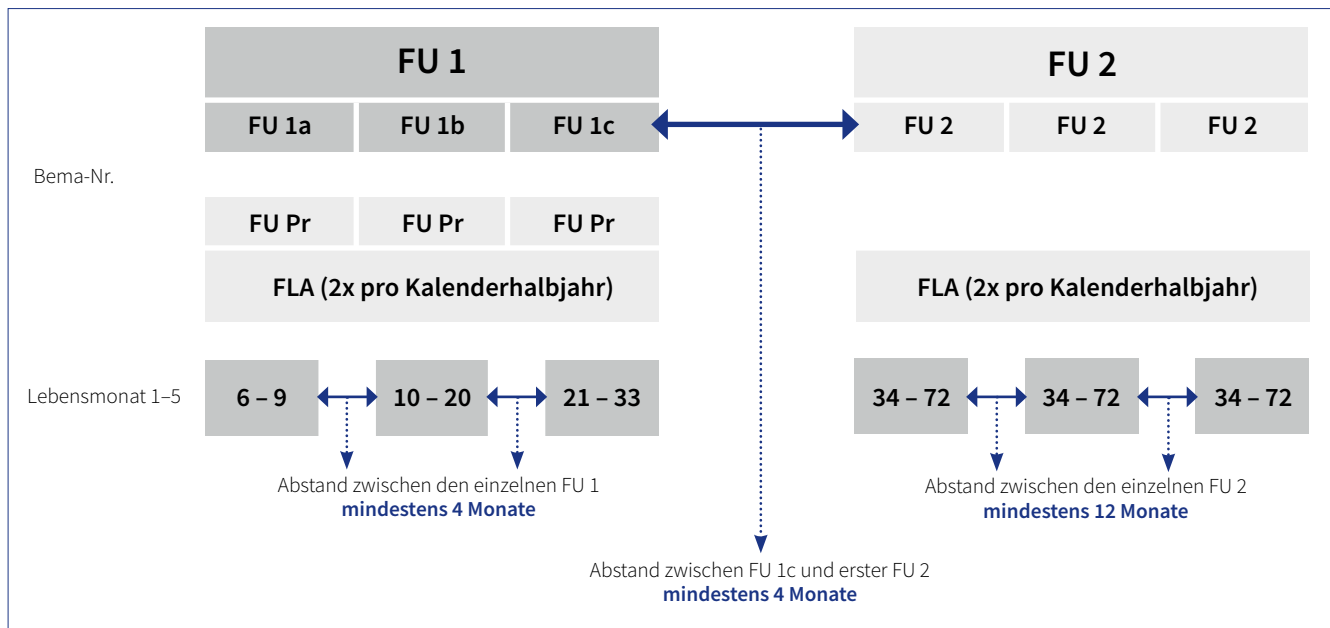 FU 1
FU 2
FU 1a FU 1b FU 1c
FU 2 FU 2 FU 2
Bema-Nr.
FU Pr FU Pr FU Pr
FLA (2x pro Kalenderhalbjahr)
FLA (2x pro Kalenderhalbjahr)
Lebensmonat 1–5
6 – 9 10 – 20 21 – 33
34 – 72 34 – 72 34 – 72
Abstand zwischen den einzelnen FU 1
mindestens 4 Monate
Abstand zwischen den einzelnen FU 2
mindestens 12 Monate
Abstand zwischen FU 1c und erster FU 2
mindestens 4 Monate